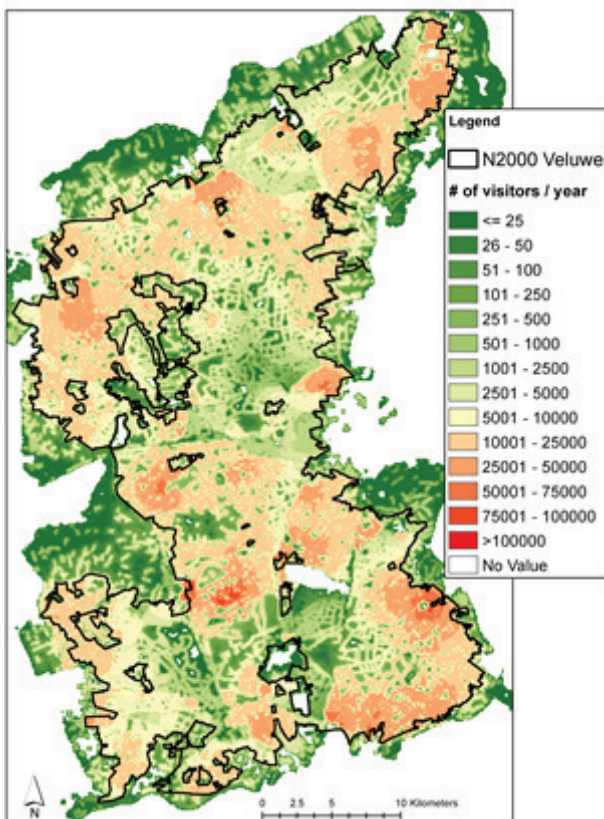 Legend
N2000 Veluwe
# of visitors / year
<= 25
26 - 50
51 - 100
101 - 250
251 - 500
501 - 1000
1001 - 2500
2501 - 5000
5001 - 10000
10001 - 25000
25001 - 50000
50001 - 75000
75001 - 100000
>100000
No Value
N
0 2.5 5 10 Kilometers